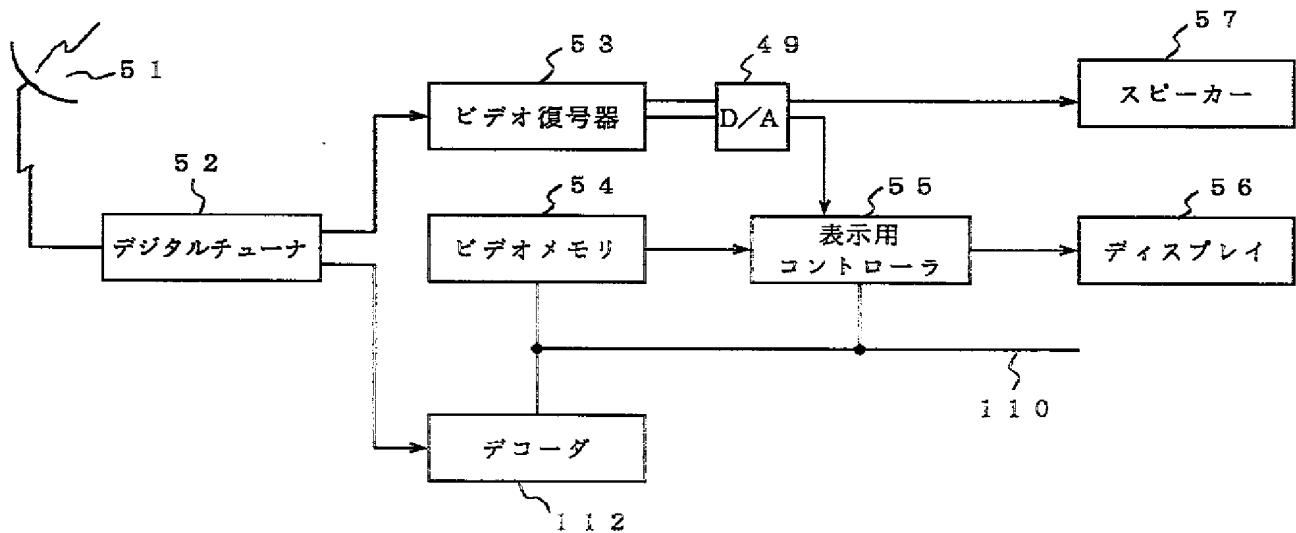 ５７
５３
４９
５１
スピーカー
ビデオ復号器
D／A
５２
５４
５５
５６
デジタルチューナ
ビデオメモリ
表示用
コントローラ
ディスプレイ
１１０
デコーダ
１１２